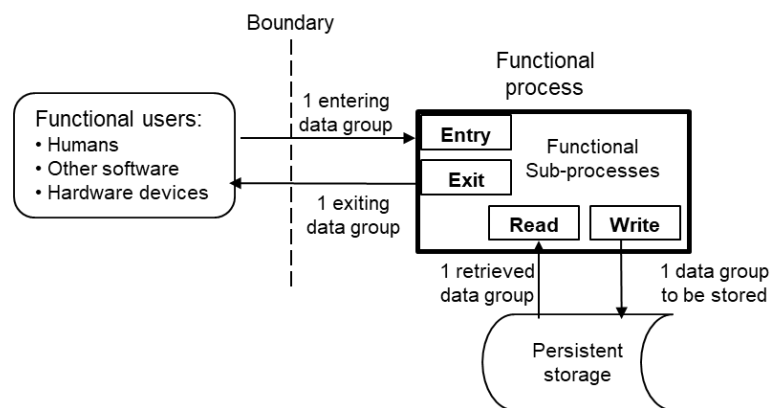 Boundary
Functional
process
Functional users:
• Humans
• Other software
• Hardware devices
1 entering
data group
Entry
Functional
Sub-processes
Exit
1 exiting
data group
Read
Write
1 retrieved
data group
1 data group
to be stored
Persistent
storage